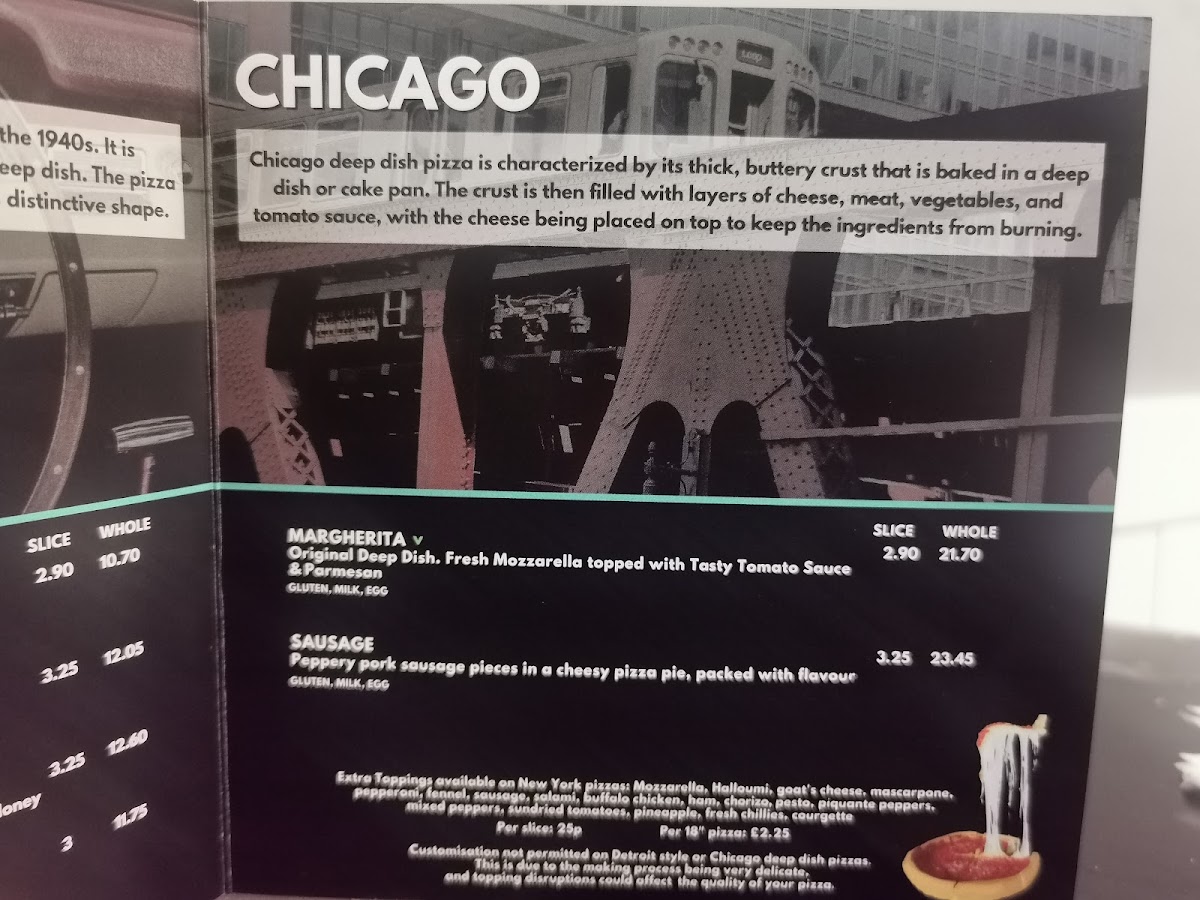 the 1940s. It is
eep dish. The pizza
distinctive shape.
SLICE WHOLE
2.90 10.70
3.25 12.05
3.25 12.60
3 11.75
CHICAGO
Chicago deep dish pizza is characterized by its thick, buttery crust that is baked in a deep
dish or cake pan. The crust is then filled with layers of cheese, meat, vegetables, and
tomato sauce, with the cheese being placed on top to keep the ingredients from burning.
SLICE WHOLE
MARGHERITA v 2.90 21.70
Original Deep Dish. Fresh Mozzarella topped with Tasty Tomato Sauce
& Parmesan
GLUTEN, MILK, EGG
SAUSAGE 3.25 23.45
Peppery pork sausage pieces in a cheesy pizza pie, packed with flavour
GLUTEN, MILK, EGG
Extra Toppings available on New York pizzas: Mozzarella, Halloumi, goat's cheese, mascarpone,
pepperoni, fennel, sausage, salami, buffalo chicken, ham, chorizo, pesto, piquante peppers,
mixed peppers, sundried tomatoes, pineapple, fresh chillies, courgette
Per slice: 25p Per 18" pizza: £2.25
Customisation not permitted on Detroit style or Chicago deep dish pizzas.
This is due to the making process being very delicate,
and topping disruptions could affect the quality of your pizza.